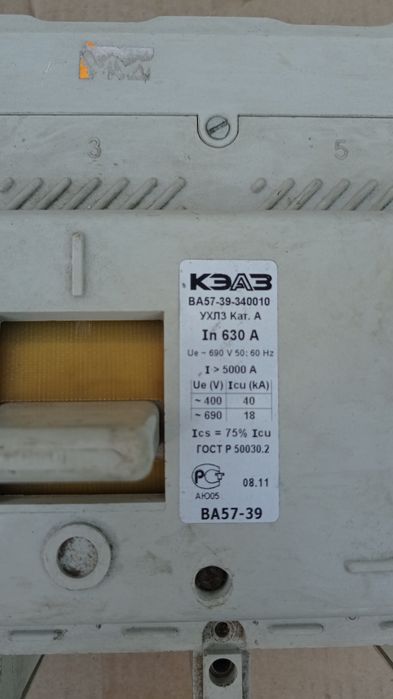 3
5
КЭАЗ
ВА57-39-340010
УХЛ3 Кат. А
In 630 A
Ue ~ 690 V 50; 60 Hz
I > 5000 A
Ue (V) Icu (kA)
~ 400 40
~ 690 18
Ics = 75% Icu
ГОСТ Р 50030.2
РСТ 08.11
АЮ05
ВА57-39